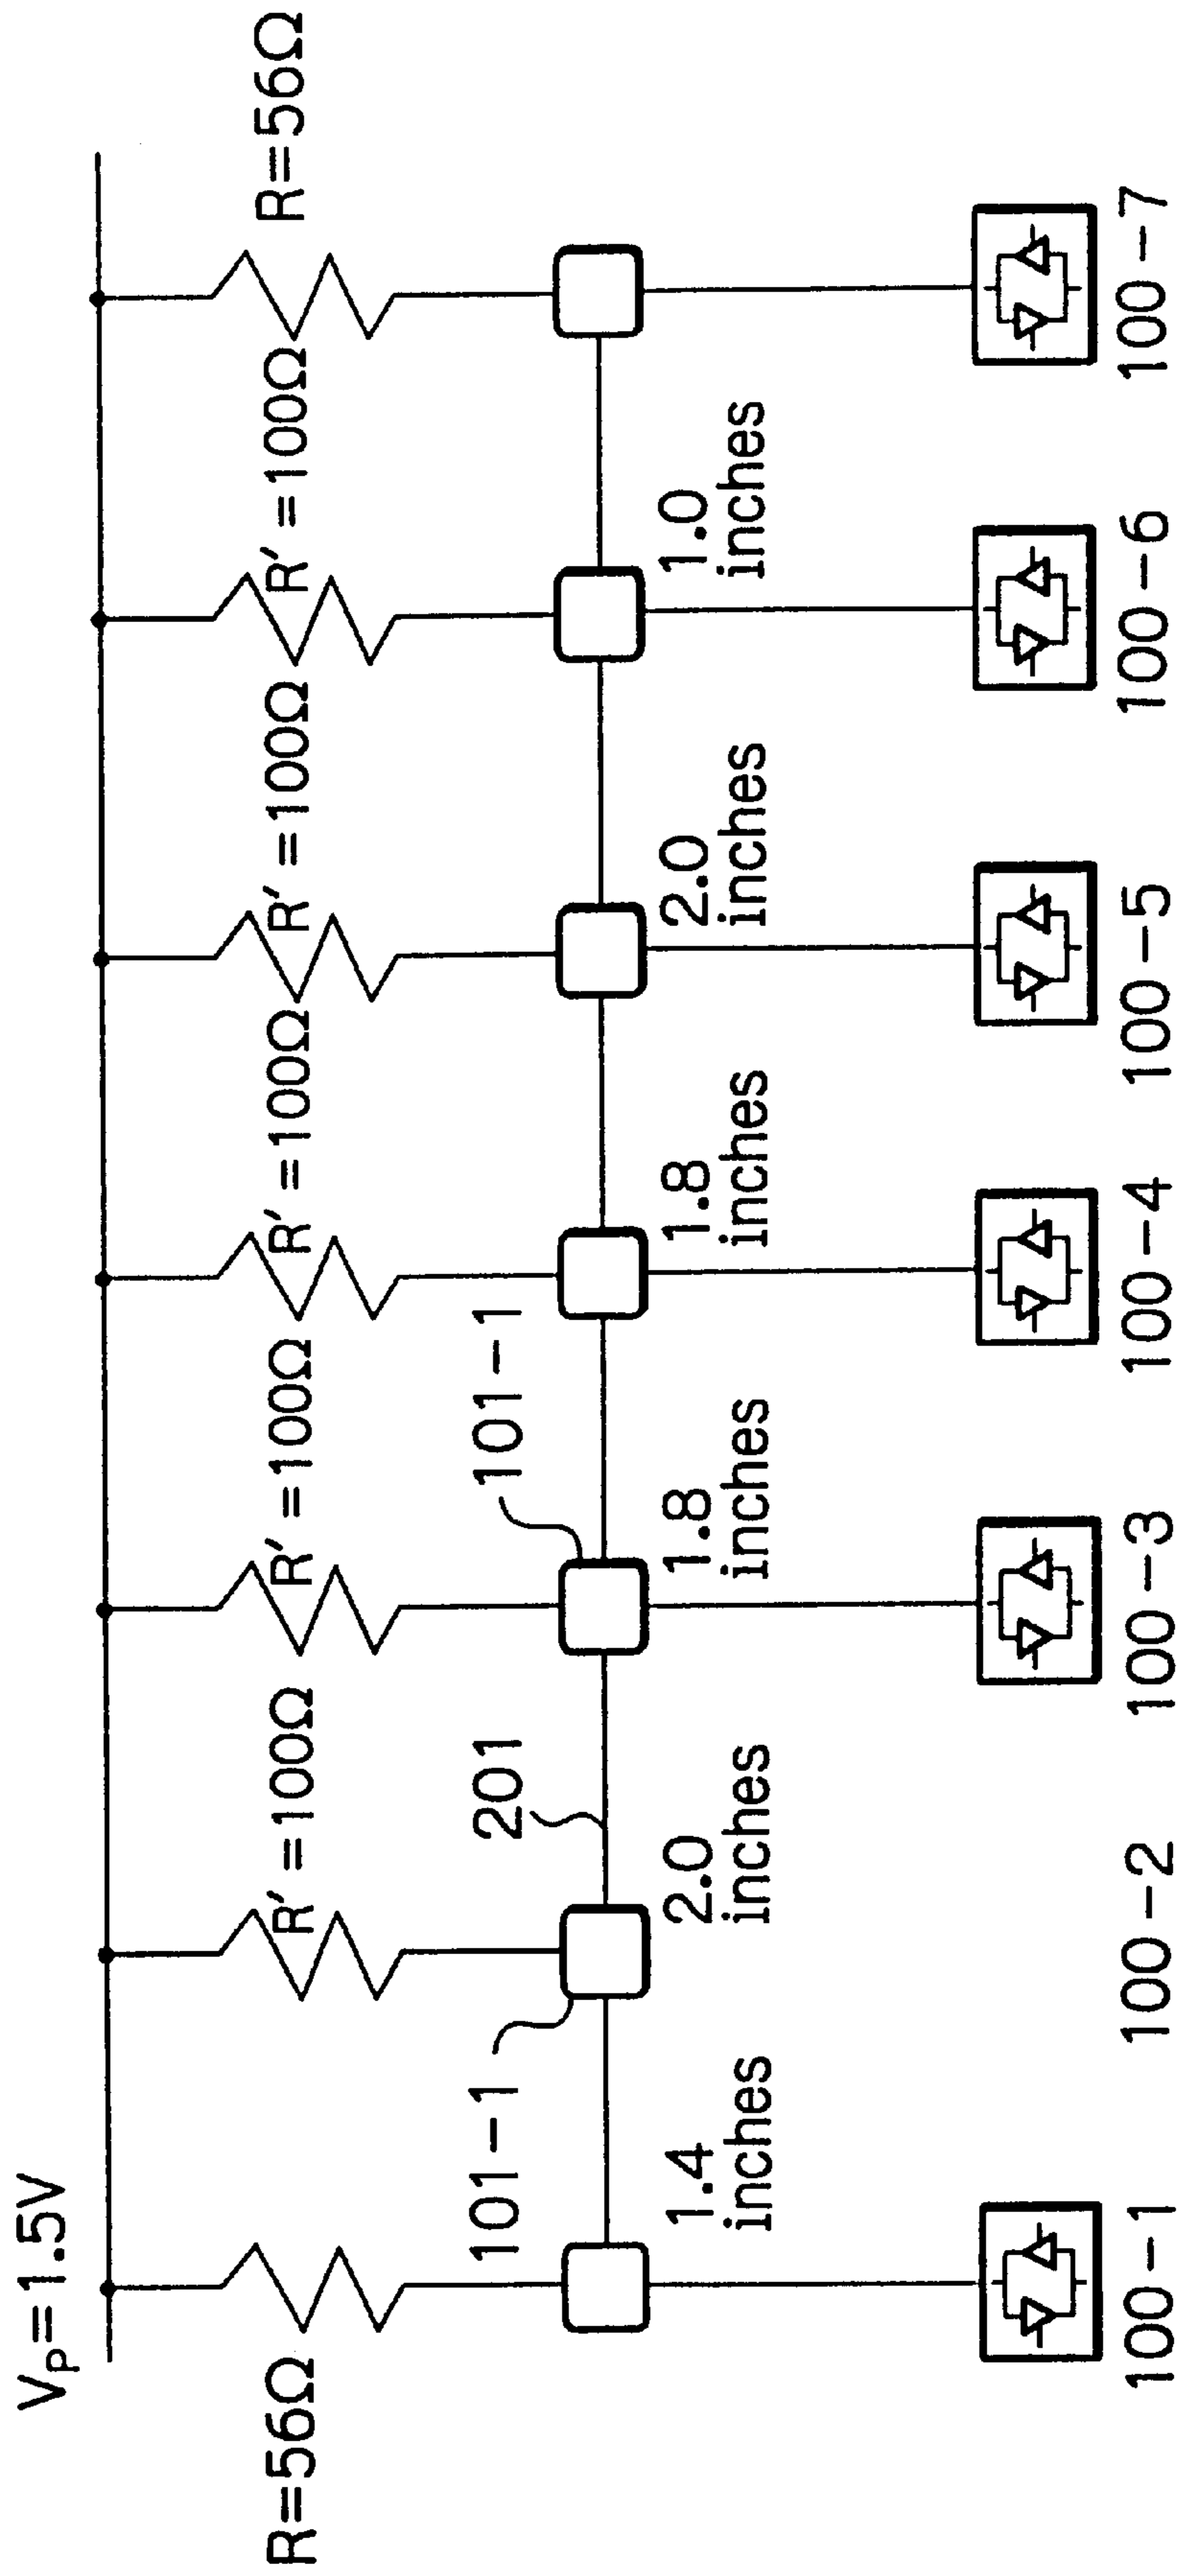 VP=1.5V
R=56Ω
R'=100Ω
R'=100Ω
R'=100Ω
R'=100Ω
R'=100Ω
R=56Ω
101-1
201
101-1
1.4
inches
2.0
inches
1.8
inches
1.8
inches
2.0
inches
1.0
inches
100-1
100-2
100-3
100-4
100-5
100-6
100-7